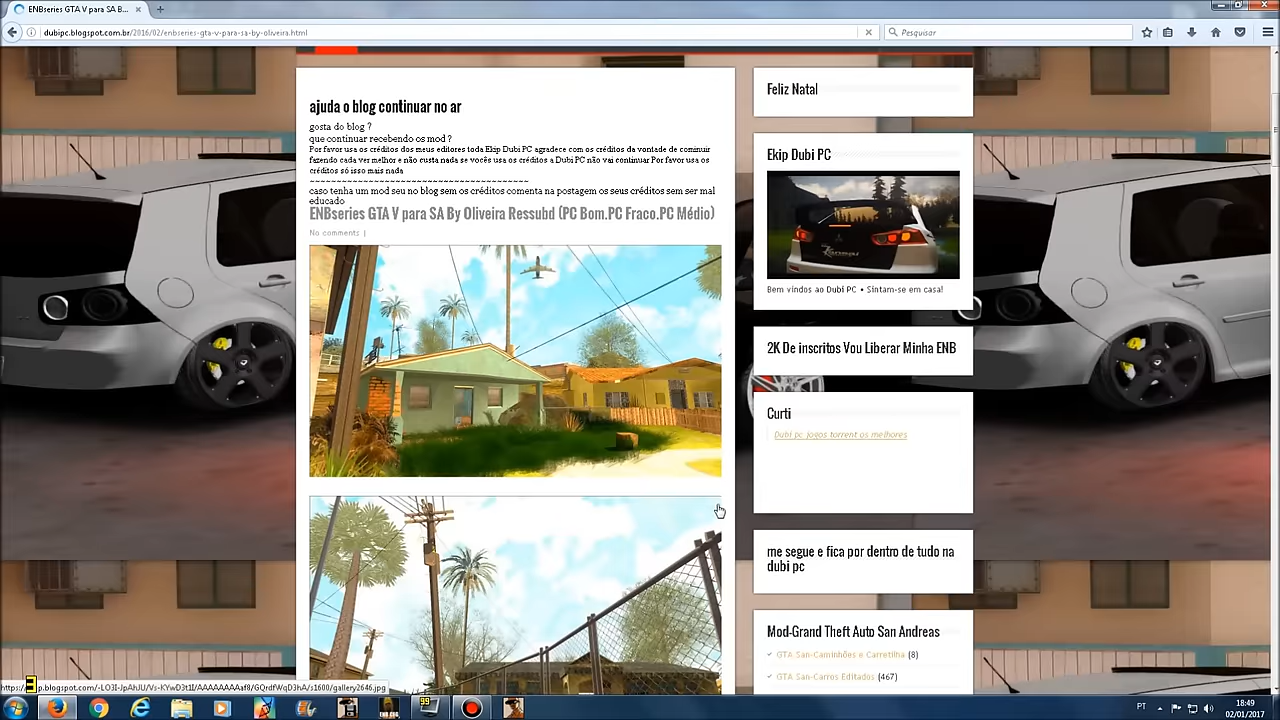 ENBseries GTA V para SA B...
dubipc.blogspot.com.br/2016/02/enbseries-gta-v-para-sa-by-oliveira.html
Pesquisar
ajuda o blog continuar no ar
gosta do blog ?
que continuar recebendo os mod ?
Por favor usa os créditos dos meus editores toda Ekip Dubi PC agradece com os créditos da vontade de continuir
fazendo cada ver melhor e não custa nada se vocês usa os créditos a Dubi PC não vai continuar Por favor usa os
créditos só isso mais nada
~~~~~~~~~~~~~~~~~~~~~~~~~~~~~~~~~~~~~~~~
caso tenha um mod seu no blog sem os créditos comenta na postagem os seus créditos sem ser mal
educado
ENBseries GTA V para SA By Oliveira Ressubd (PC Bom.PC Fraco.PC Médio)
No comments |
Feliz Natal
Ekip Dubi PC
Bem vindos ao Dubi PC • Sintam-se em casa!
2K De inscritos Vou Liberar Minha ENB
Curti
Dubi pc jogos torrent os melhores
me segue e fica por dentro de tudo na
dubi pc
Mod-Grand Theft Auto San Andreas
GTA San-Caminhões e Carretilha (8)
GTA San-Carros Editados (467)
99
PT
18:49
02/01/2017